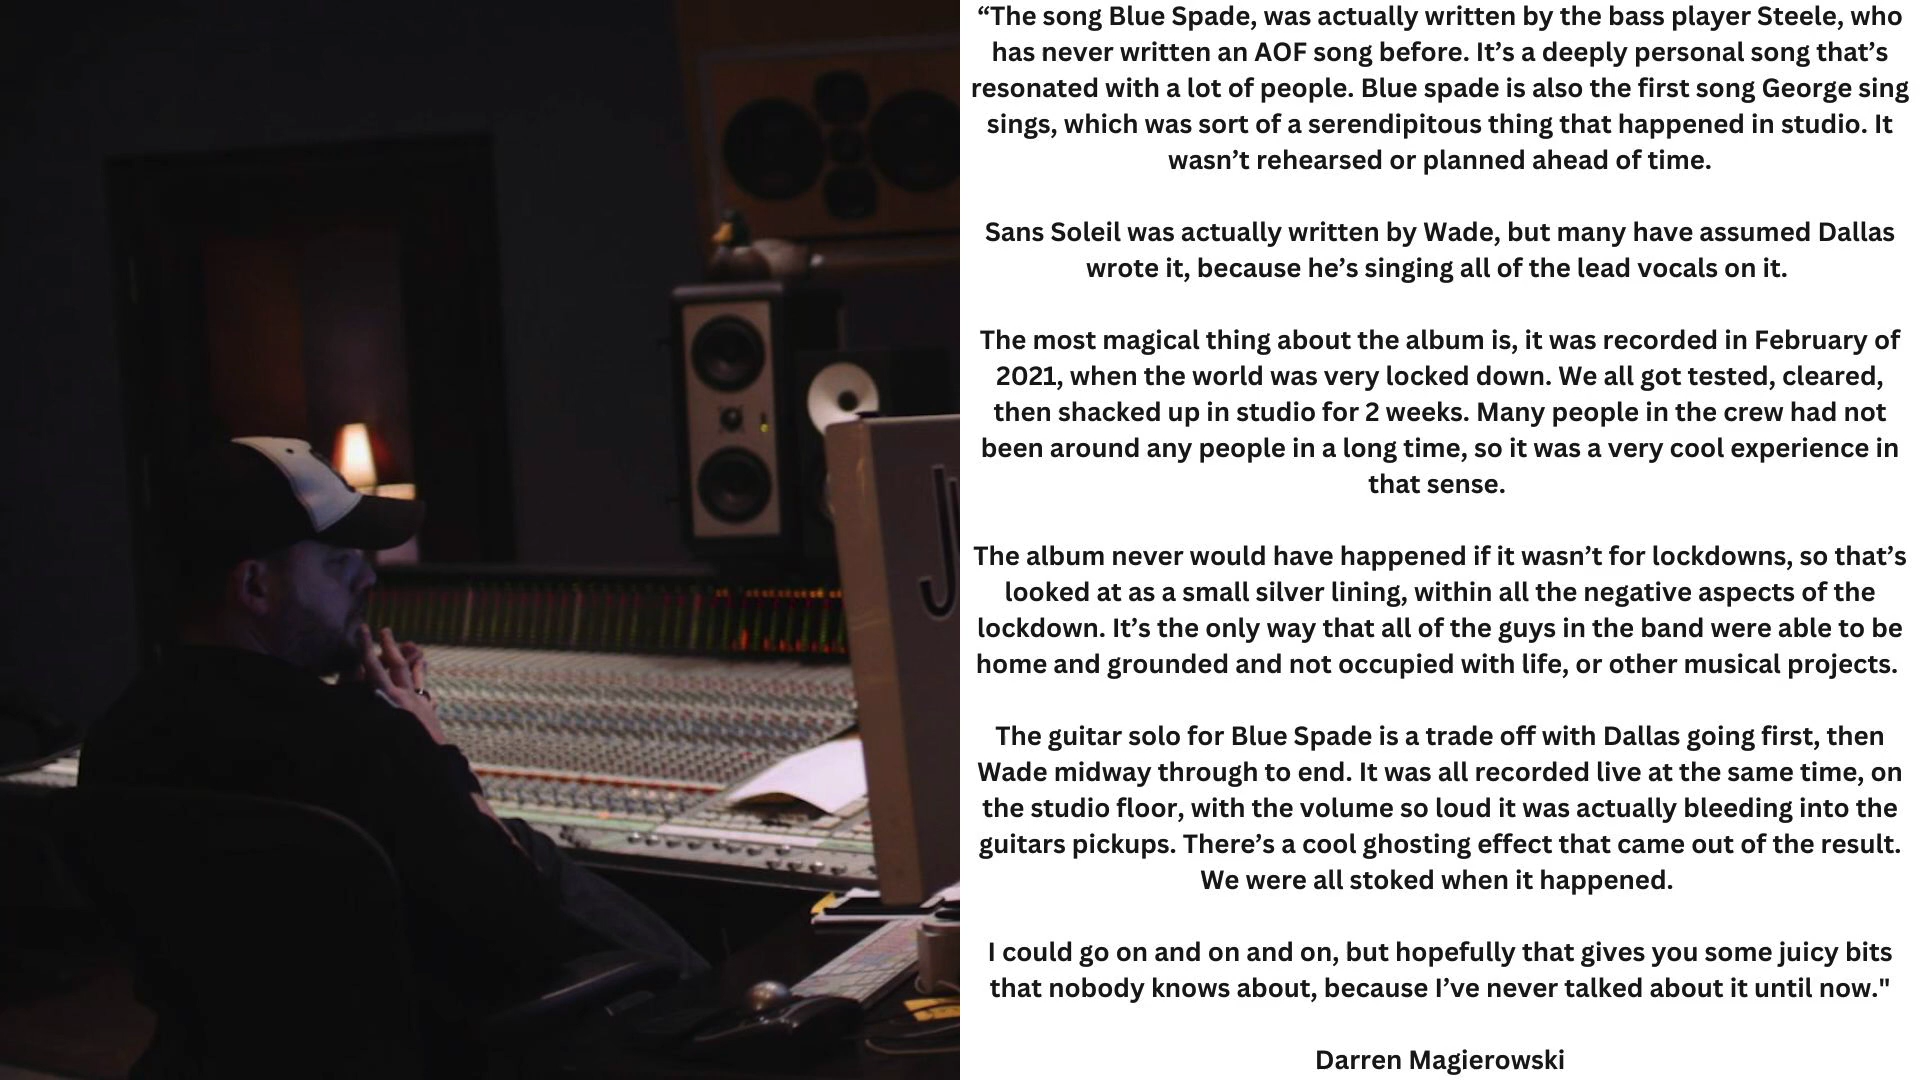 “The song Blue Spade, was actually written by the bass player Steele, who
has never written an AOF song before. It’s a deeply personal song that’s
resonated with a lot of people. Blue spade is also the first song George sing
sings, which was sort of a serendipitous thing that happened in studio. It
wasn’t rehearsed or planned ahead of time.
Sans Soleil was actually written by Wade, but many have assumed Dallas
wrote it, because he’s singing all of the lead vocals on it.
The most magical thing about the album is, it was recorded in February of
2021, when the world was very locked down. We all got tested, cleared,
then shacked up in studio for 2 weeks. Many people in the crew had not
been around any people in a long time, so it was a very cool experience in
that sense.
The album never would have happened if it wasn’t for lockdowns, so that’s
looked at as a small silver lining, within all the negative aspects of the
lockdown. It’s the only way that all of the guys in the band were able to be
home and grounded and not occupied with life, or other musical projects.
The guitar solo for Blue Spade is a trade off with Dallas going first, then
Wade midway through to end. It was all recorded live at the same time, on
the studio floor, with the volume so loud it was actually bleeding into the
guitars pickups. There’s a cool ghosting effect that came out of the result.
We were all stoked when it happened.
I could go on and on and on, but hopefully that gives you some juicy bits
that nobody knows about, because I’ve never talked about it until now."
Darren Magierowski